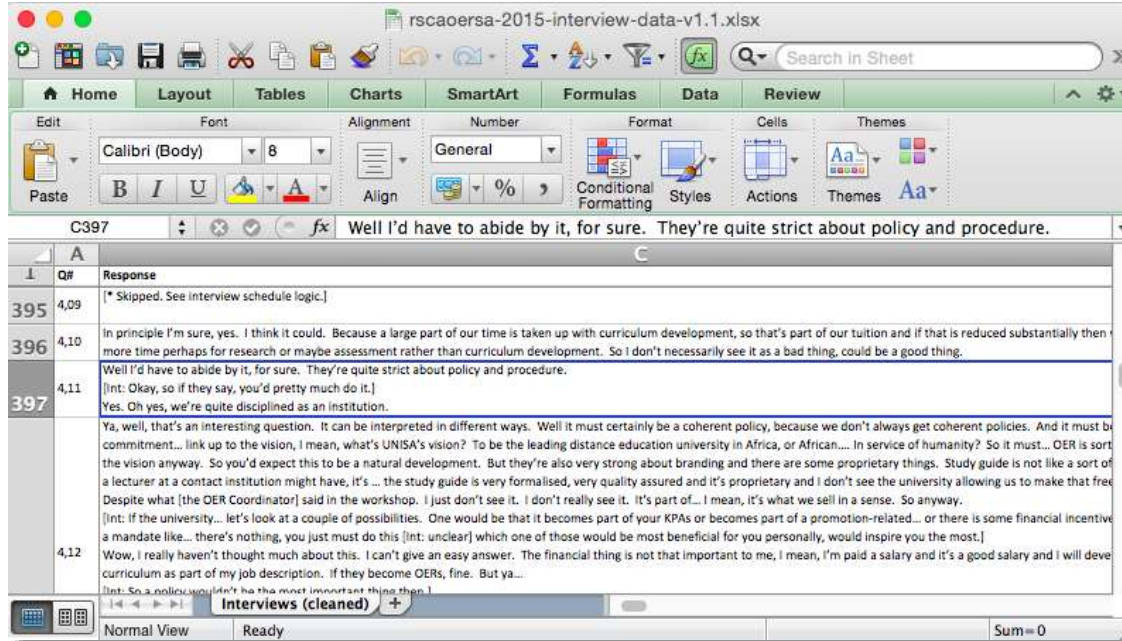 rscaoersa-2015-interview-data-v1.1.xlsx
Search in Sheet
Home Layout Tables Charts SmartArt Formulas Data Review
Edit Font Alignment Number Format Cells Themes
Calibri (Body) 8 General
Paste B I U A Align % Conditional Formatting Styles Actions Themes Aa
C397 fx Well I'd have to abide by it, for sure. They're quite strict about policy and procedure.
A C
1 Q# Response
395 4,09 [* Skipped. See interview schedule logic.]
396 4,10 In principle I'm sure, yes. I think it could. Because a large part of our time is taken up with curriculum development, so that's part of our tuition and if that is reduced substantially then
more time perhaps for research or maybe assessment rather than curriculum development. So I don't necessarily see it as a bad thing, could be a good thing.
397 4,11 Well I'd have to abide by it, for sure. They're quite strict about policy and procedure.
[Int: Okay, so if they say, you'd pretty much do it.]
Yes. Oh yes, we're quite disciplined as an institution.
4,12 Ya, well, that's an interesting question. It can be interpreted in different ways. Well it must certainly be a coherent policy, because we don't always get coherent policies. And it must
commitment... link up to the vision, I mean, what's UNISA's vision? To be the leading distance education university in Africa, or African.... In service of humanity? So it must... OER is sort
the vision anyway. So you'd expect this to be a natural development. But they're also very strong about branding and there are some proprietary things. Study guide is not like a sort of
a lecturer at a contact institution might have, it's ... the study guide is very formalised, very quality assured and it's proprietary and I don't see the university allowing us to make that free
Despite what [the OER Coordinator] said in the workshop. I just don't see it. I don't really see it. It's part of... I mean, it's what we sell in a sense. So anyway.
[Int: If the university... let's look at a couple of possibilities. One would be that it becomes part of your KPAs or becomes part of a promotion-related... or there is some financial incentive
a mandate like... there's nothing, you just must do this [Int: unclear] which one of those would be most beneficial for you personally, would inspire you the most.]
Wow, I really haven't thought much about this. I can't give an easy answer. The financial thing is not that important to me, I mean, I'm paid a salary and it's a good salary and I will deve
curriculum as part of my job description. If they become OERs, fine. But ya...
[Int: So a policy wouldn't be the most important thing then.]
Interviews (cleaned) +
Normal View Ready Sum=0